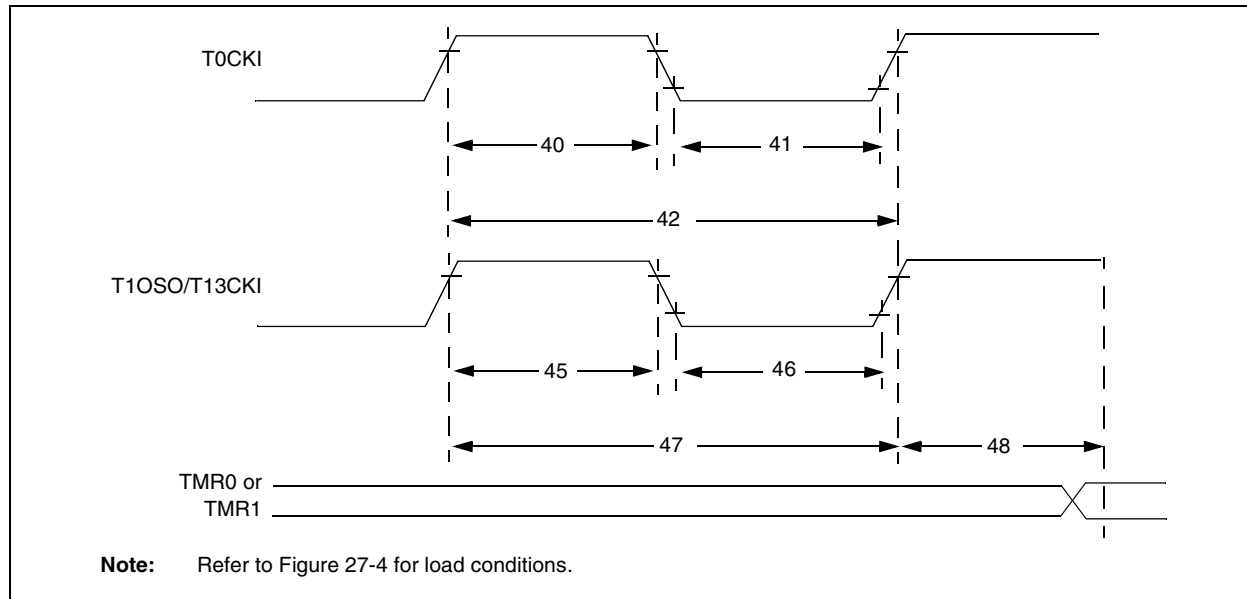 T0CKI
40
41
42
T1OSO/T13CKI
45
46
47
48
TMR0 or
TMR1
Note: Refer to Figure 27-4 for load conditions.